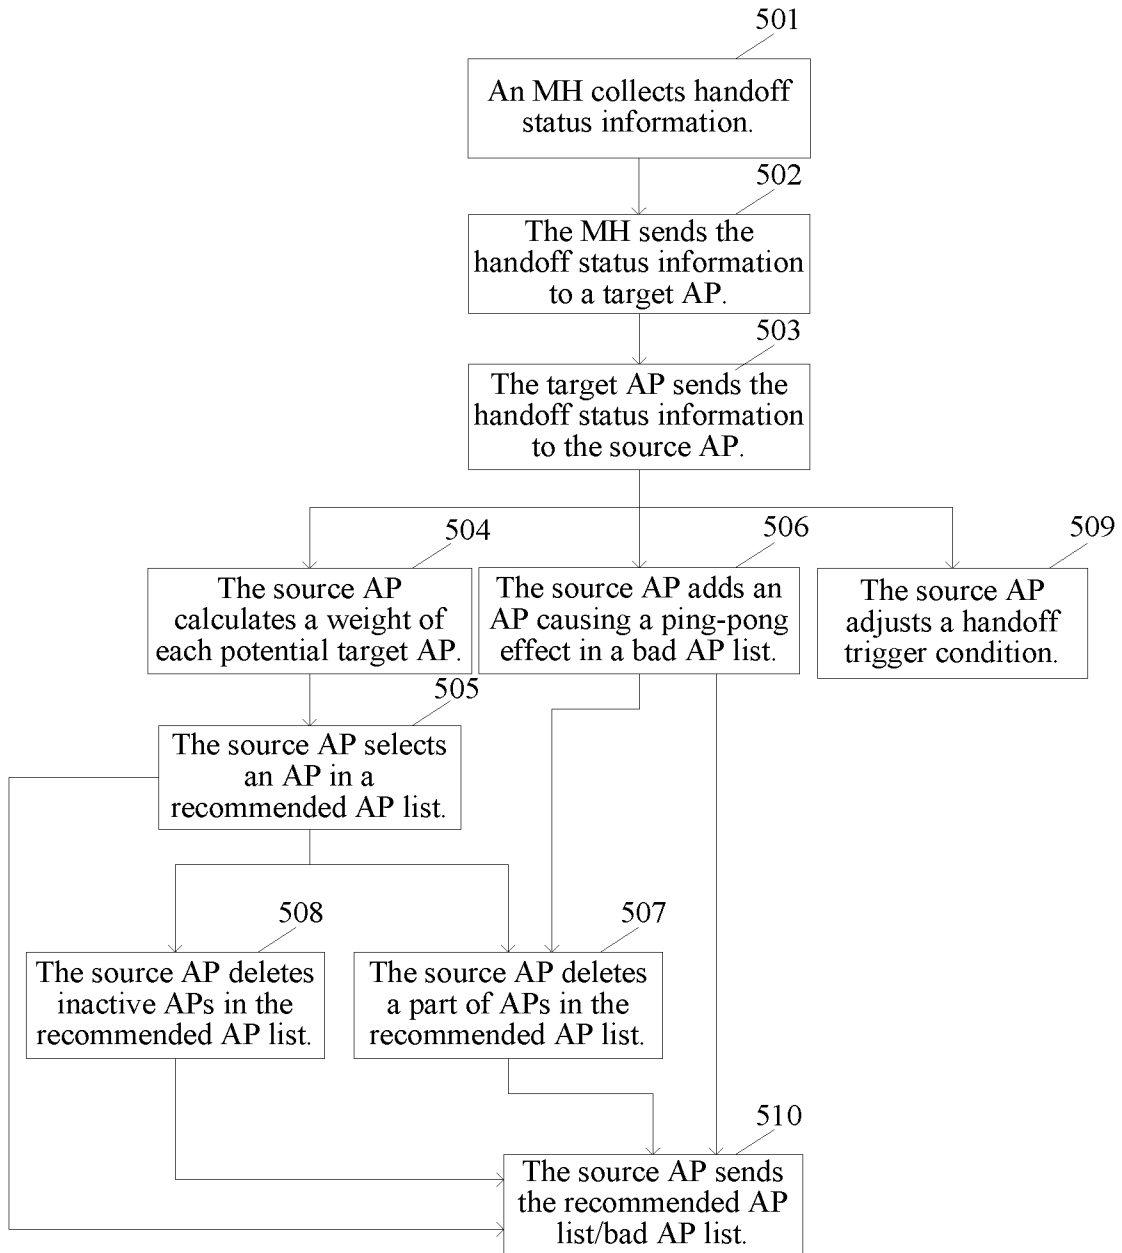 501
An MH collects handoff
status information.
502
The MH sends the
handoff status information
to a target AP.
503
The target AP sends the
handoff status information
to the source AP.
504
The source AP
calculates a weight of
each potential target AP.
506
The source AP adds an
AP causing a ping-pong
effect in a bad AP list.
509
The source AP
adjusts a handoff
trigger condition.
505
The source AP selects
an AP in a
recommended AP list.
508
The source AP deletes
inactive APs in the
recommended AP list.
507
The source AP deletes
a part of APs in the
recommended AP list.
510
The source AP sends
the recommended AP
list/bad AP list.